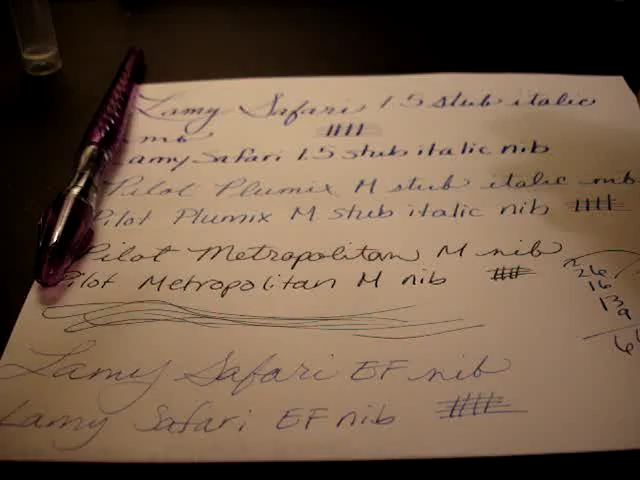 Lamy Safari 1.5 stub italic
nib
Lamy Safari 1.5 stub italic nib
Pilot Plumix M stub italic nib
Pilot Plumix M stub italic nib
Pilot Metropolitan M nib
Pilot Metropolitan M nib
26
16
Lamy Safari EF nib
Lamy Safari EF nib